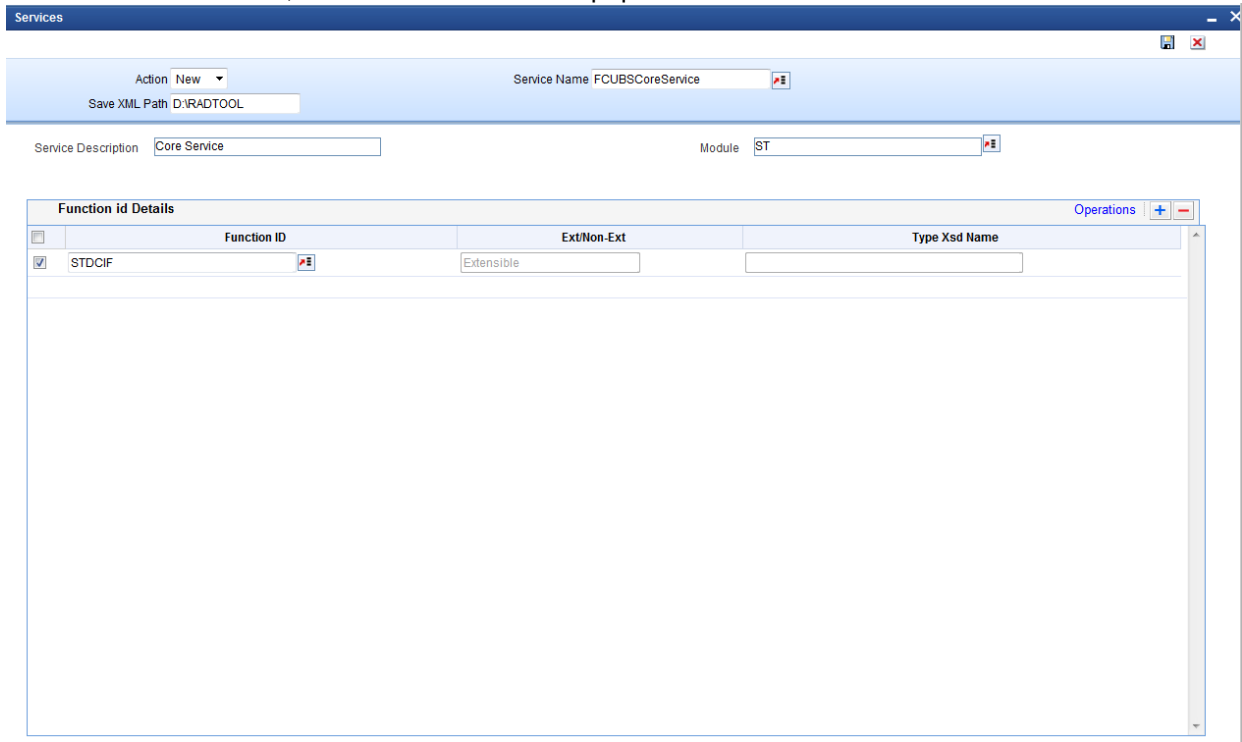 Services
Action New
Service Name FCUBSCoreService
Save XML Path D:\RADTOOL
Service Description Core Service
Module ST
Function id Details
Operations
Function ID Ext/Non-Ext Type Xsd Name
STDCIF Extensible